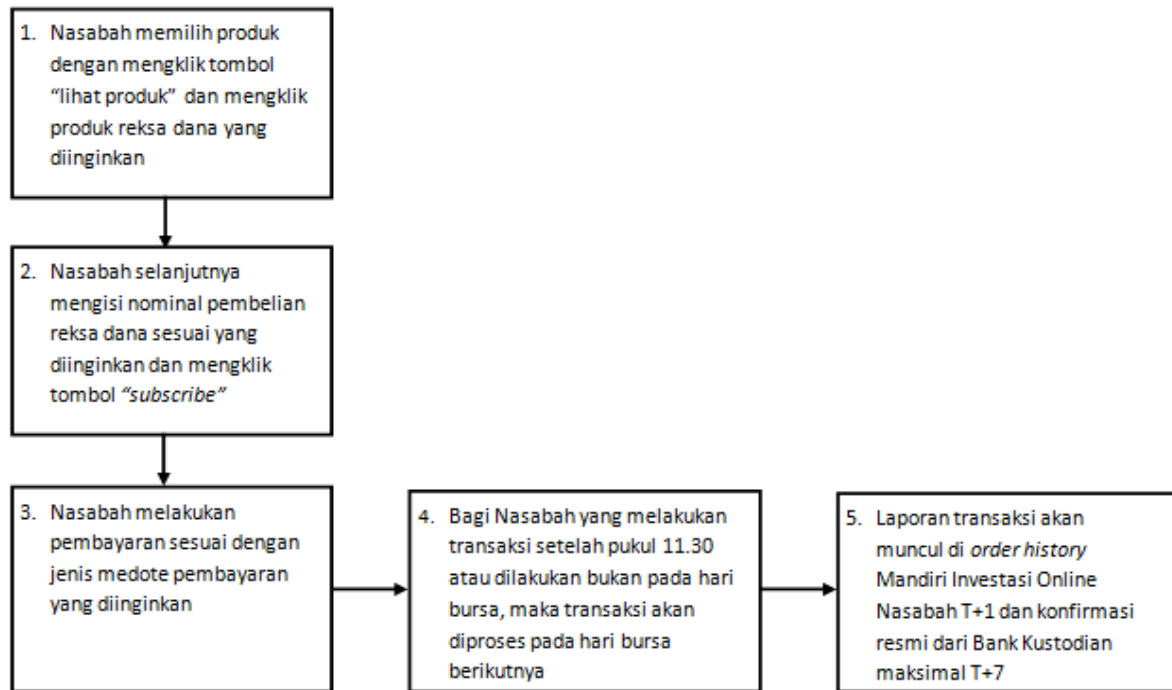 1. Nasabah memilih produk
dengan mengklik tombol
“lihat produk” dan mengklik
produk reksa dana yang
diinginkan
2. Nasabah selanjutnya
mengisi nominal pembelian
reksa dana sesuai yang
diinginkan dan mengklik
tombol “subscribe”
3. Nasabah melakukan
pembayaran sesuai dengan
jenis medote pembayaran
yang diinginkan
4. Bagi Nasabah yang melakukan
transaksi setelah pukul 11.30
atau dilakukan bukan pada hari
bursa, maka transaksi akan
diproses pada hari bursa
berikutnya
5. Laporan transaksi akan
muncul di order history
Mandiri Investasi Online
Nasabah T+1 dan konfirmasi
resmi dari Bank Kustodian
maksimal T+7